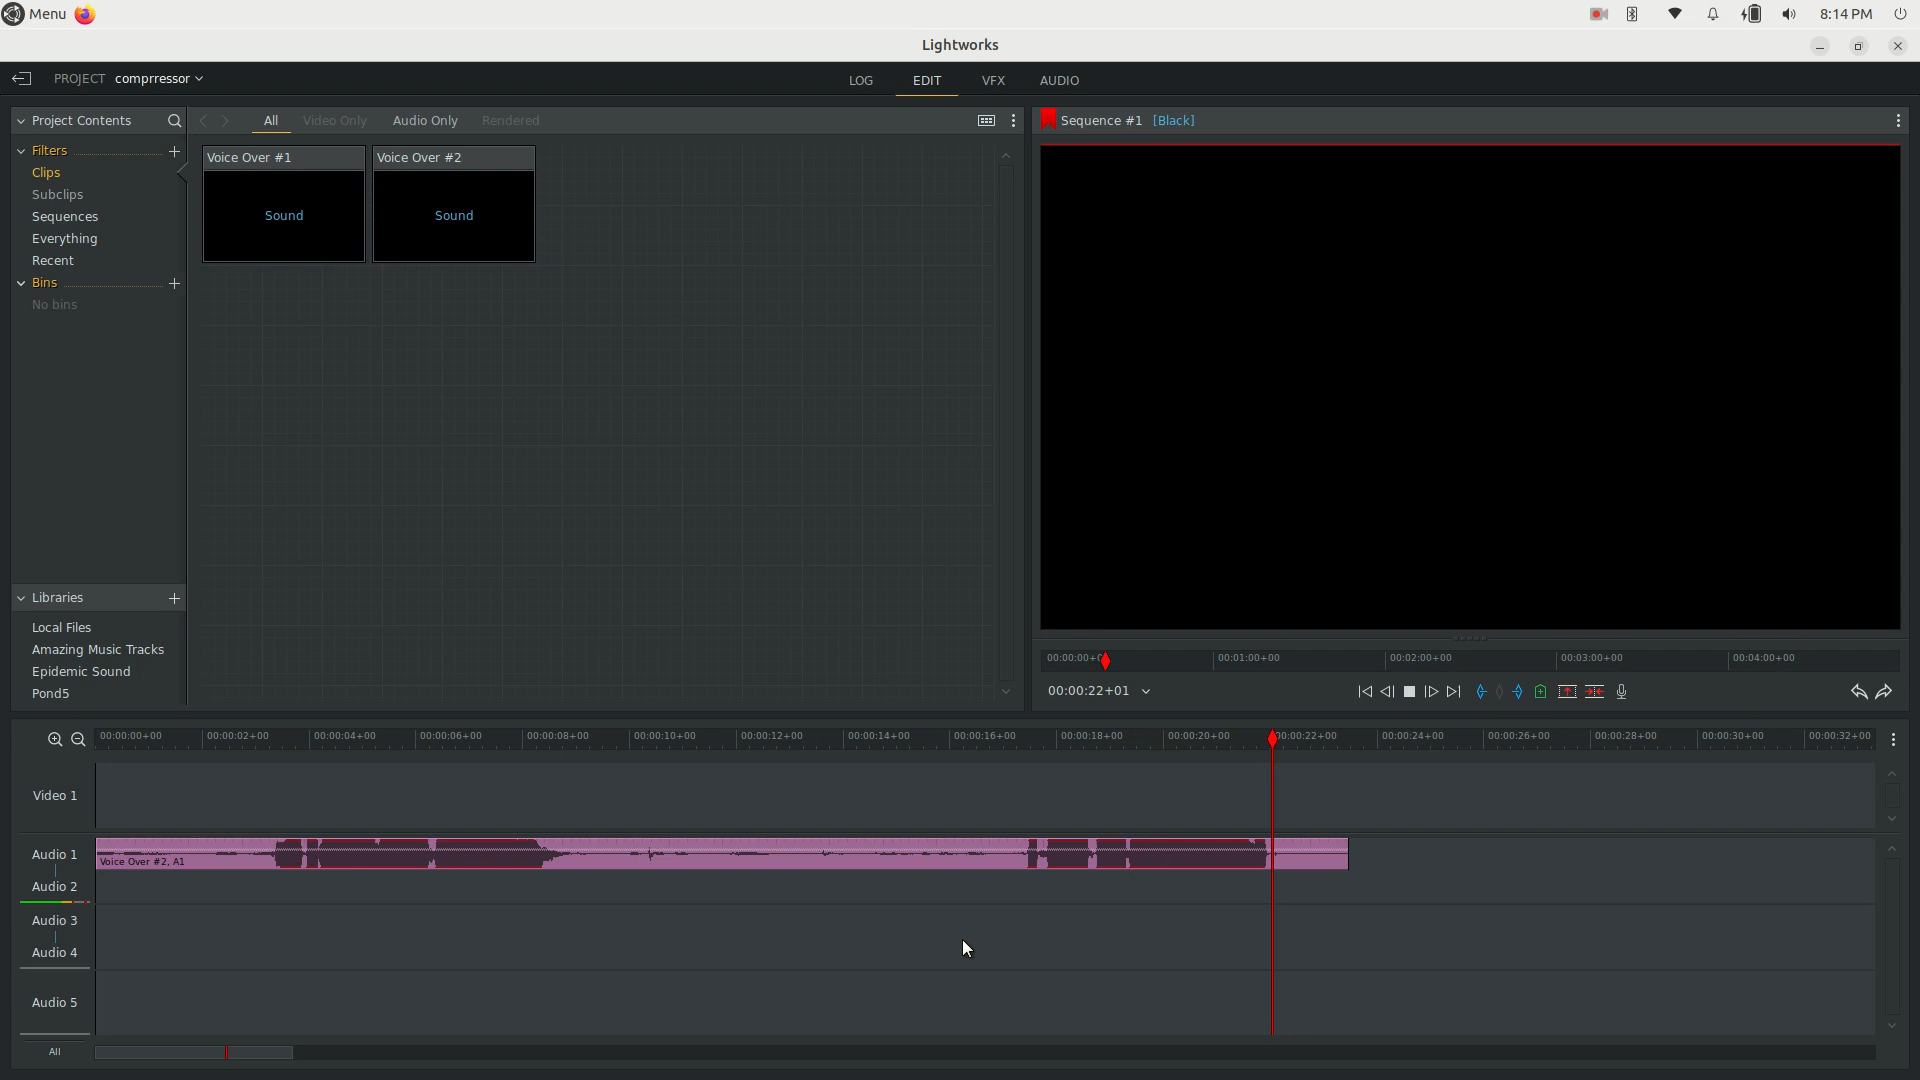 Menu
8:14 PM
Lightworks
PROJECT comprressor
LOG EDIT VFX AUDIO
Project Contents
All Video Only Audio Only Rendered
Sequence #1 [Black]
Filters
Clips
Subclips
Sequences
Everything
Recent
Bins
No bins
Voice Over #1
Sound
Voice Over #2
Sound
Libraries
Local Files
Amazing Music Tracks
Epidemic Sound
Pond5
00:00:00+0 00:01:00+00 00:02:00+00 00:03:00+00 00:04:00+00
00:00:22+01
00:00:00+00 00:00:02+00 00:00:04+00 00:00:06+00 00:00:08+00 00:00:10+00 00:00:12+00 00:00:14+00 00:00:16+00 00:00:18+00 00:00:20+00 00:00:22+00 00:00:24+00 00:00:26+00 00:00:28+00 00:00:30+00 00:00:32+00
Video 1
Audio 1
Voice Over #2, A1
Audio 2
Audio 3
Audio 4
Audio 5
All